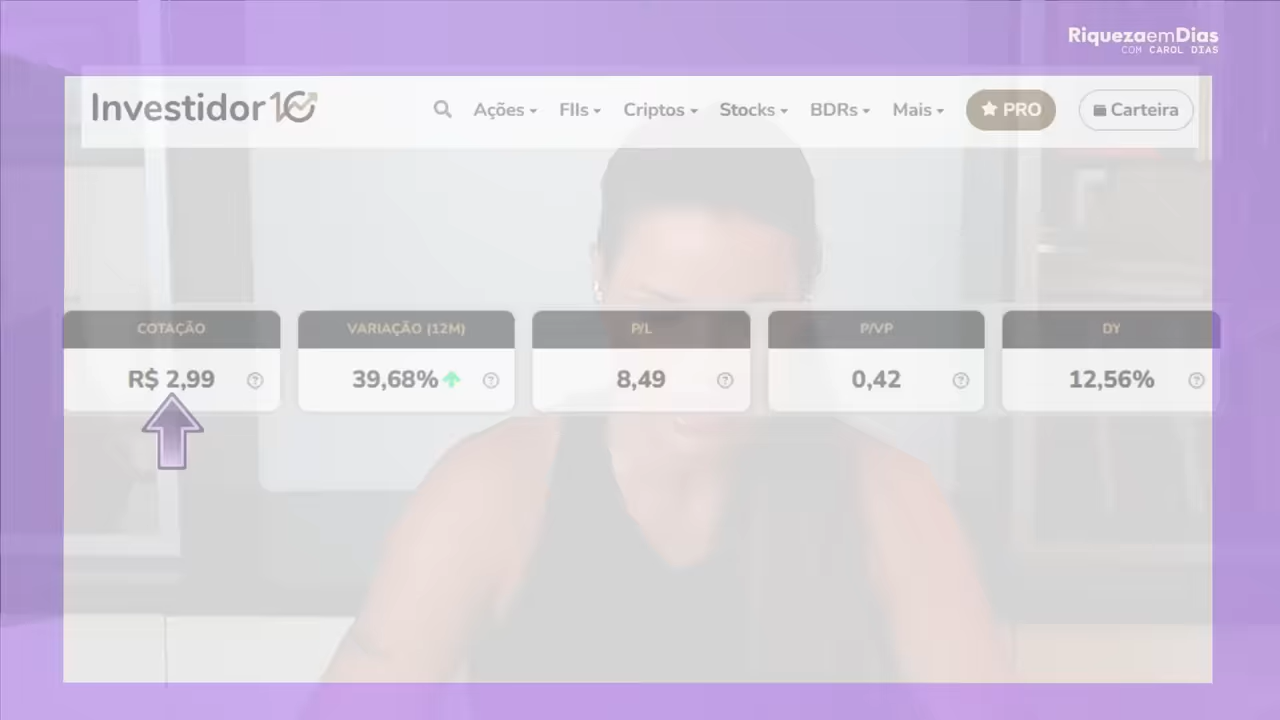 RiquezaemDias
COM CAROL DIAS
Investidor10
Ações
FIIs
Criptos
Stocks
BDRs
Mais
PRO
Carteira
COTAÇÃO
VARIAÇÃO (12M)
P/L
P/VP
DY
R$ 2,99
39,68%
8,49
0,42
12,56%